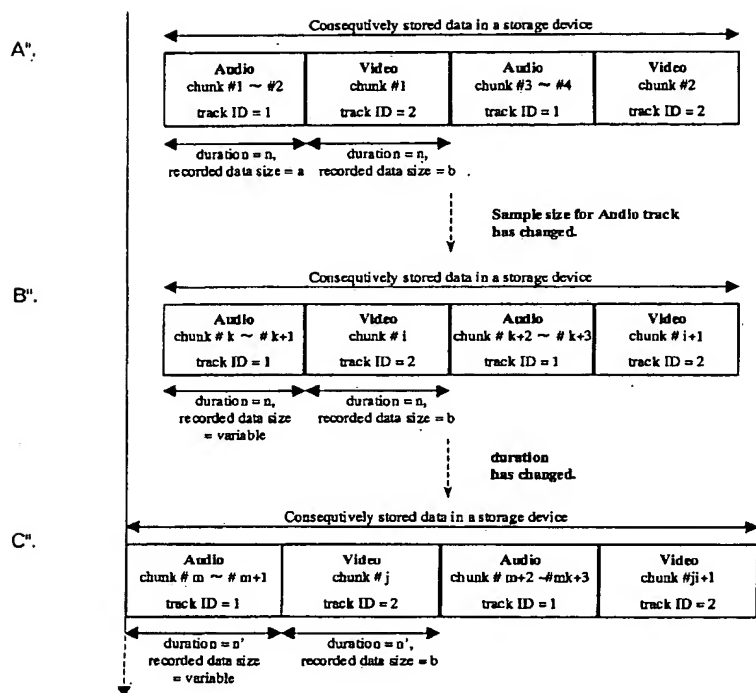 Consequtively stored data in a storage device
A".
Audio Video Audio Video
chunk #1 ~ #2 chunk #1 chunk #3 ~ #4 chunk #2
track ID = 1 track ID = 2 track ID = 1 track ID = 2
duration = n, duration = n,
recorded data size = a recorded data size = b
Sample size for Audio track
has changed.
Consequtively stored data in a storage device
B".
Audio Video Audio Video
chunk # k ~ # k+1 chunk # i chunk # k+2 ~ # k+3 chunk # i+1
track ID = 1 track ID = 2 track ID = 1 track ID = 2
duration = n, duration = n,
recorded data size recorded data size = b
= variable
duration
has changed.
Consequtively stored data in a storage device
C".
Audio Video Audio Video
chunk # m ~ # m+1 chunk # j chunk # m+2 ~#mk+3 chunk #ji+1
track ID = 1 track ID = 2 track ID = 1 track ID = 2
duration = n' duration = n',
recorded data size recorded data size = b
= variable